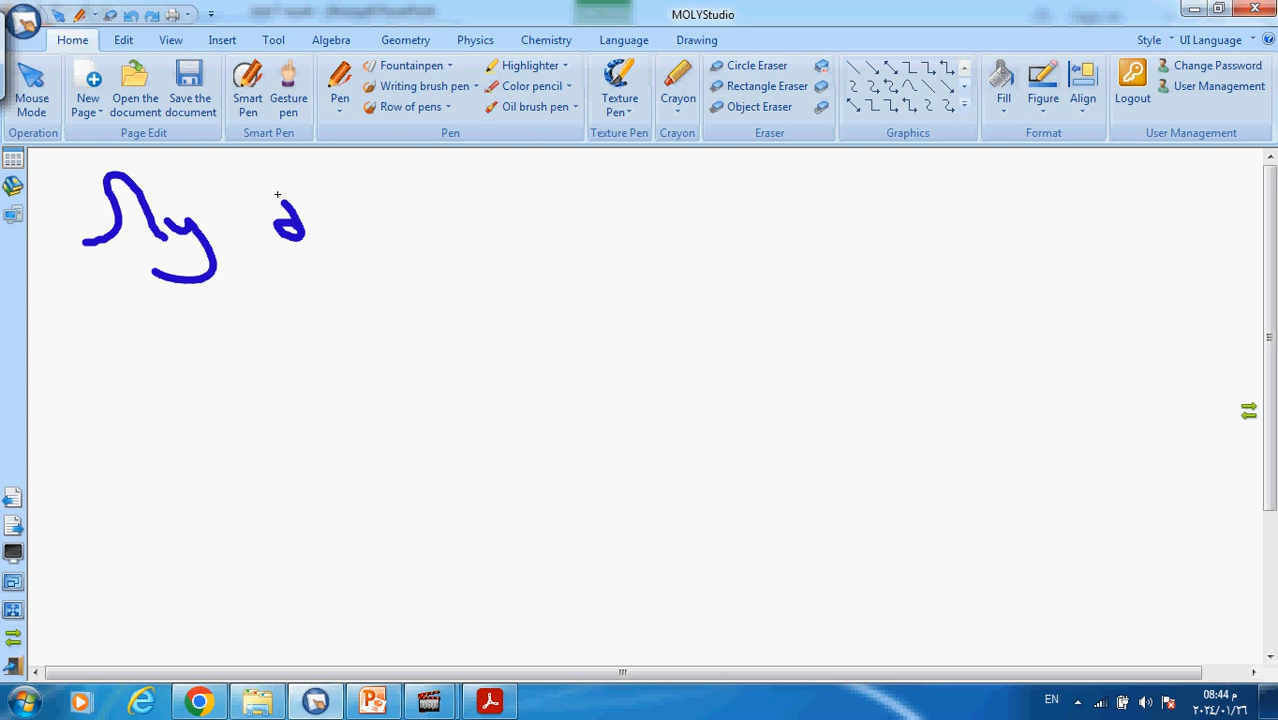 MOLYStudio
Home Edit View Insert Tool Algebra Geometry Physics Chemistry Language Drawing Style UI Language
Mouse Mode
Operation
New Page
Open the document
Save the document
Page Edit
Smart Pen
Gesture pen
Smart Pen
Pen
Fountainpen
Writing brush pen
Row of pens
Highlighter
Color pencil
Oil brush pen
Pen
Texture Pen
Texture Pen
Crayon
Crayon
Circle Eraser
Rectangle Eraser
Object Eraser
Eraser
Graphics
Fill
Figure
Align
Format
Logout
Change Password
User Management
User Management
EN
08:44 م
٢٠٢٤/٠١/٢٦